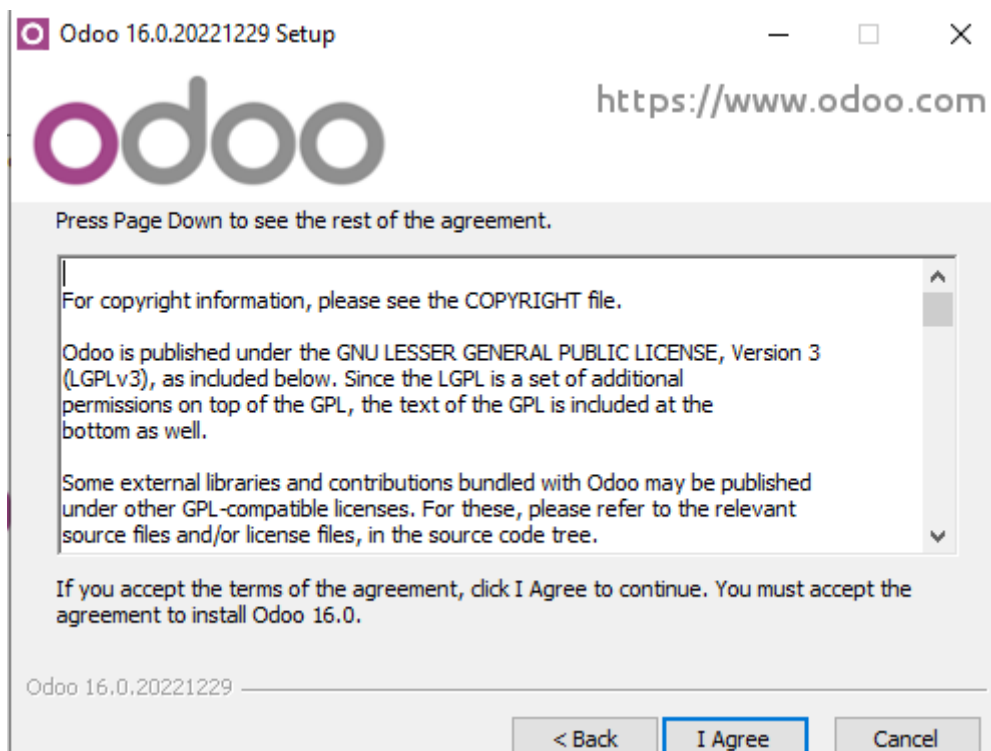 Odoo 16.0.20221229 Setup
odoo
https://www.odoo.com
Press Page Down to see the rest of the agreement.
For copyright information, please see the COPYRIGHT file.
Odoo is published under the GNU LESSER GENERAL PUBLIC LICENSE, Version 3
(LGPLv3), as included below. Since the LGPL is a set of additional
permissions on top of the GPL, the text of the GPL is included at the
bottom as well.
Some external libraries and contributions bundled with Odoo may be published
under other GPL-compatible licenses. For these, please refer to the relevant
source files and/or license files, in the source code tree.
If you accept the terms of the agreement, click I Agree to continue. You must accept the
agreement to install Odoo 16.0.
Odoo 16.0.20221229
< Back
I Agree
Cancel